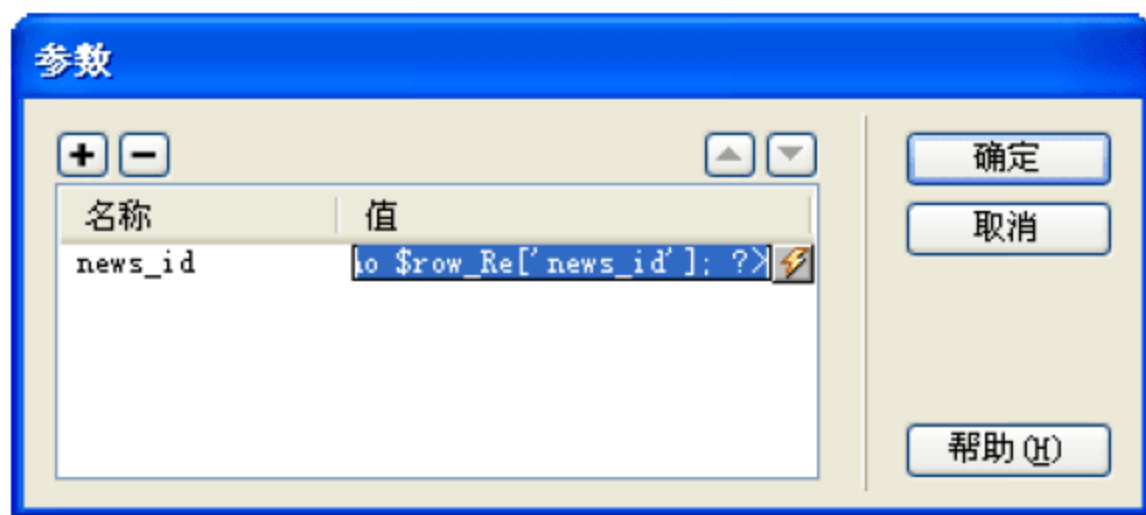 参数
名称 值
news_id $row_Re['news_id']; ?>
确定
取消
帮助(H)